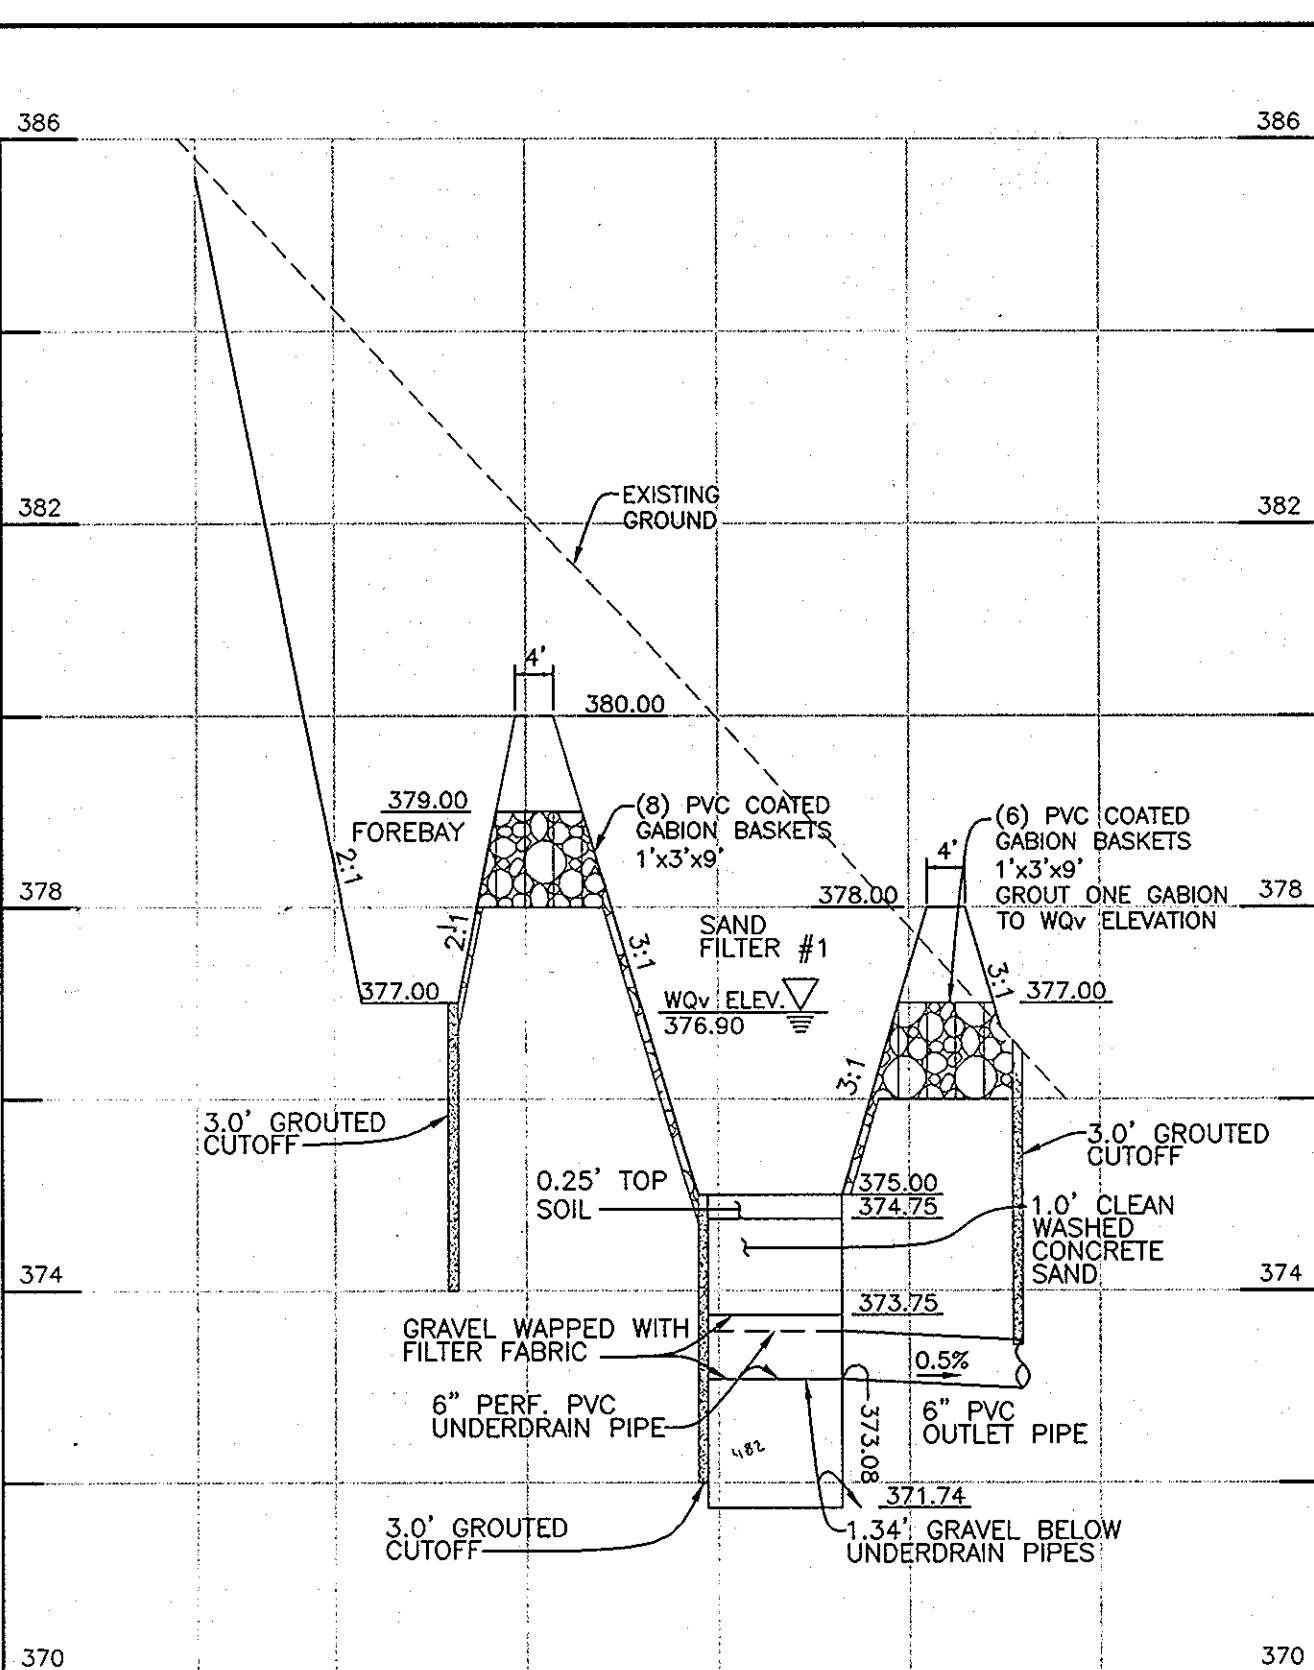 386
386
EXISTING
GROUND
382
382
4'
380.00
379.00
FOREBAY
(8) PVC COATED
GABION BASKETS
1'x3'x9'
(6) PVC COATED
GABION BASKETS
1'x3'x9'
GROUT ONE GABION
TO WQv ELEVATION
4'
2:1
378
378.00
378
SAND
FILTER #1
2:1
3:1
3:1
377.00
WQv ELEV.
376.90
377.00
3:1
3.0' GROUTED
CUTOFF
3.0' GROUTED
CUTOFF
0.25' TOP
SOIL
375.00
374.75
1.0' CLEAN
WASHED
CONCRETE
SAND
374
374
373.75
GRAVEL WAPPED WITH
FILTER FABRIC
0.5%
6" PERF. PVC
UNDERDRAIN PIPE
373.08
6" PVC
OUTLET PIPE
482
371.74
3.0' GROUTED
CUTOFF
1.34' GRAVEL BELOW
UNDERDRAIN PIPES
370
370